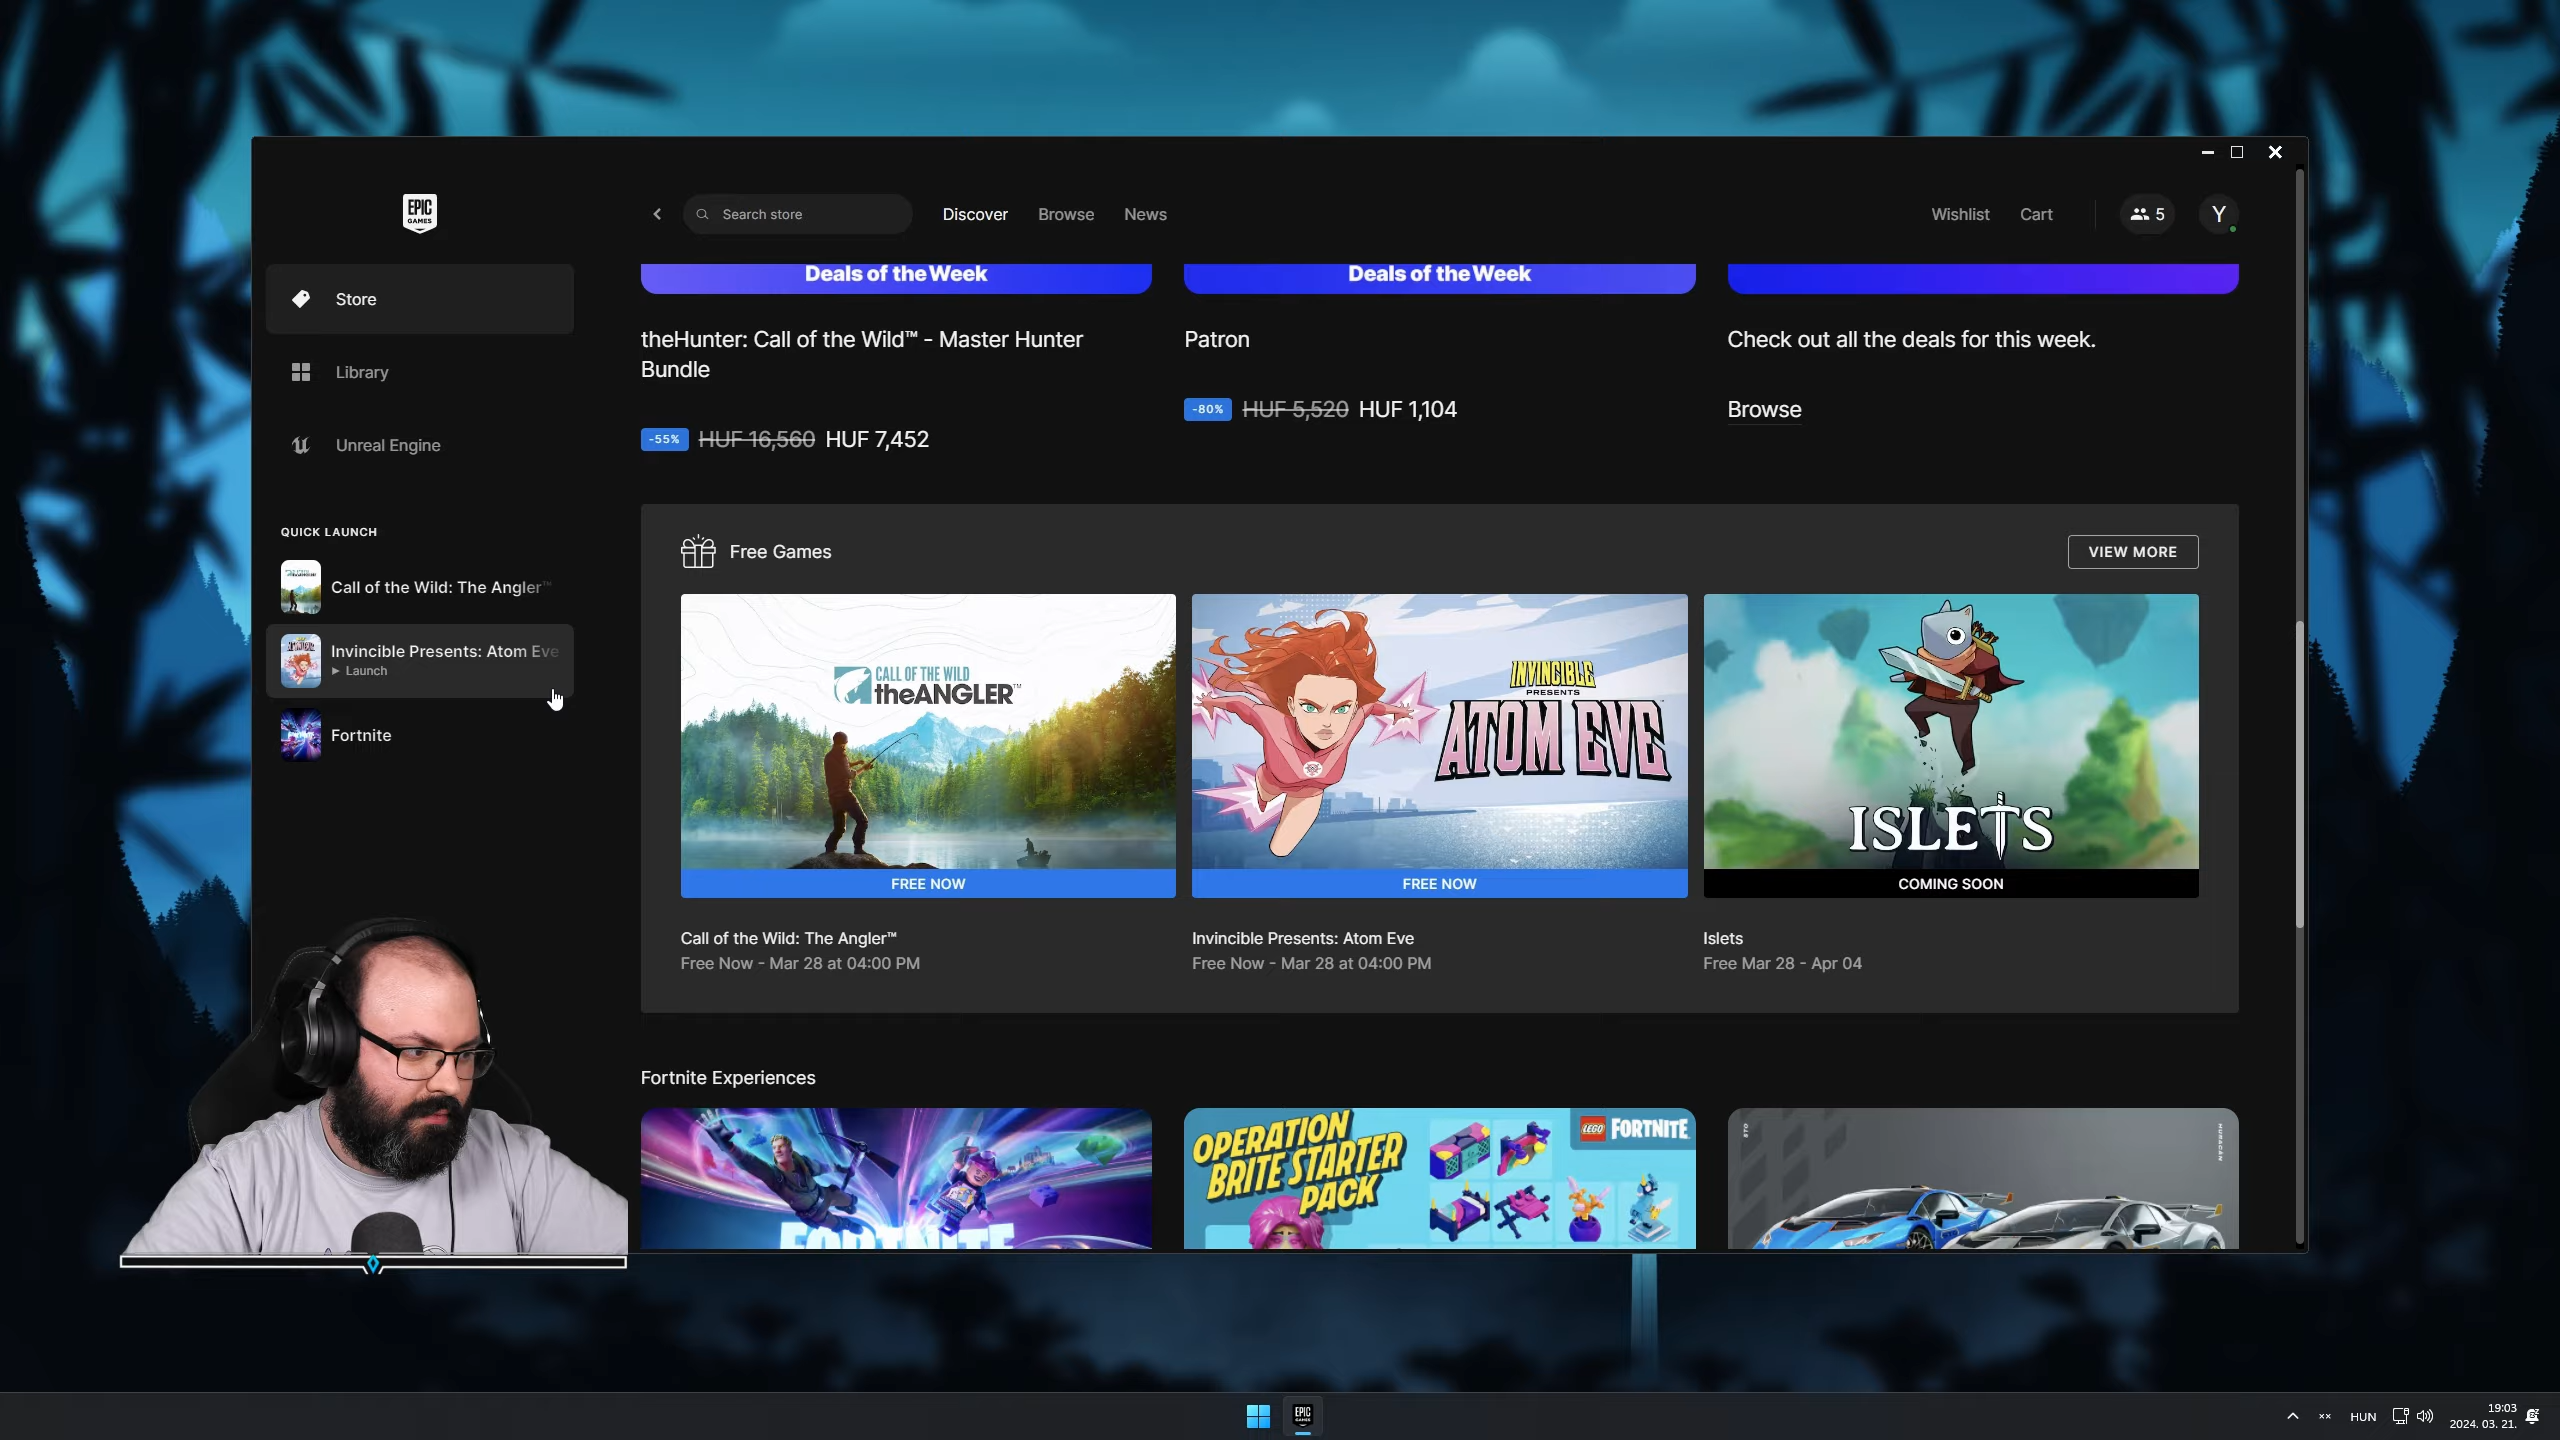 EPIC
GAMES
Search store
Discover
Browse
News
Wishlist
Cart
5
Y
Store
Library
Unreal Engine
QUICK LAUNCH
Call of the Wild: The Angler™
Invincible Presents: Atom Eve
Launch
Fortnite
Deals of the Week
Deals of the Week
theHunter: Call of the Wild™ - Master Hunter
Bundle
-55% HUF 16,560 HUF 7,452
Patron
-80% HUF 5,520 HUF 1,104
Check out all the deals for this week.
Browse
Free Games
VIEW MORE
CALL OF THE WILD
theANGLER™
FREE NOW
INVINCIBLE
PRESENTS
ATOM EVE
FREE NOW
ISLETS
COMING SOON
Call of the Wild: The Angler™
Free Now - Mar 28 at 04:00 PM
Invincible Presents: Atom Eve
Free Now - Mar 28 at 04:00 PM
Islets
Free Mar 28 - Apr 04
Fortnite Experiences
FORTNITE
OPERATION
BRITE STARTER
PACK
LEGO FORTNITE
STO
HURACAN
EPIC
GAMES
HUN
19:03
2024. 03. 21.